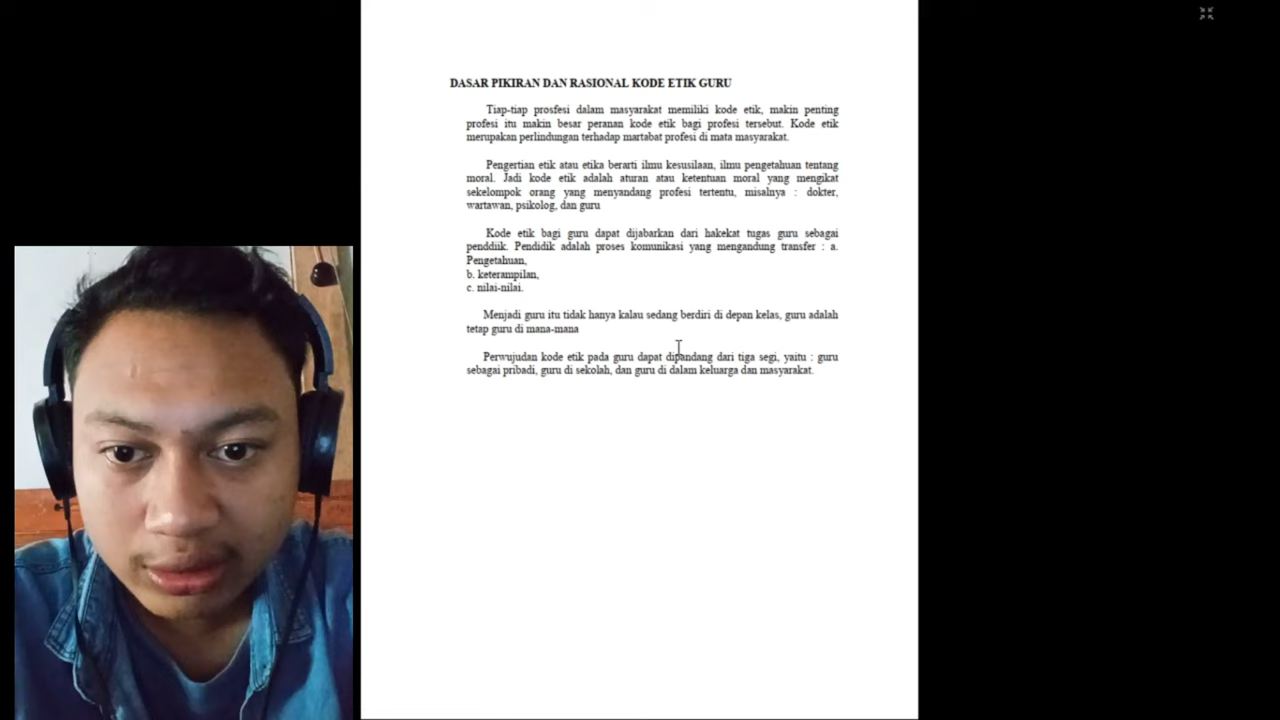 DASAR PIKIRAN DAN RASIONAL KODE ETIK GURU
Tiap-tiap prosfesi dalam masyarakat memiliki kode etik, makin penting
profesi itu makin besar peranan kode etik bagi profesi tersebut. Kode etik
merupakan perlindungan terhadap martabat profesi di mata masyarakat.
Pengertian etik atau etika berarti ilmu kesusilaan, ilmu pengetahuan tentang
moral. Jadi kode etik adalah aturan atau ketentuan moral yang mengikat
sekelompok orang yang menyandang profesi tertentu, misalnya : dokter,
wartawan, psikolog, dan guru
Kode etik bagi guru dapat dijabarkan dari hakekat tugas guru sebagai
penddiik. Pendidik adalah proses komunikasi yang mengandung transfer : a.
Pengetahuan,
b. keterampilan,
c. nilai-nilai.
Menjadi guru itu tidak hanya kalau sedang berdiri di depan kelas, guru adalah
tetap guru di mana-mana
Perwujudan kode etik pada guru dapat dipandang dari tiga segi, yaitu : guru
sebagai pribadi, guru di sekolah, dan guru di dalam keluarga dan masyarakat.